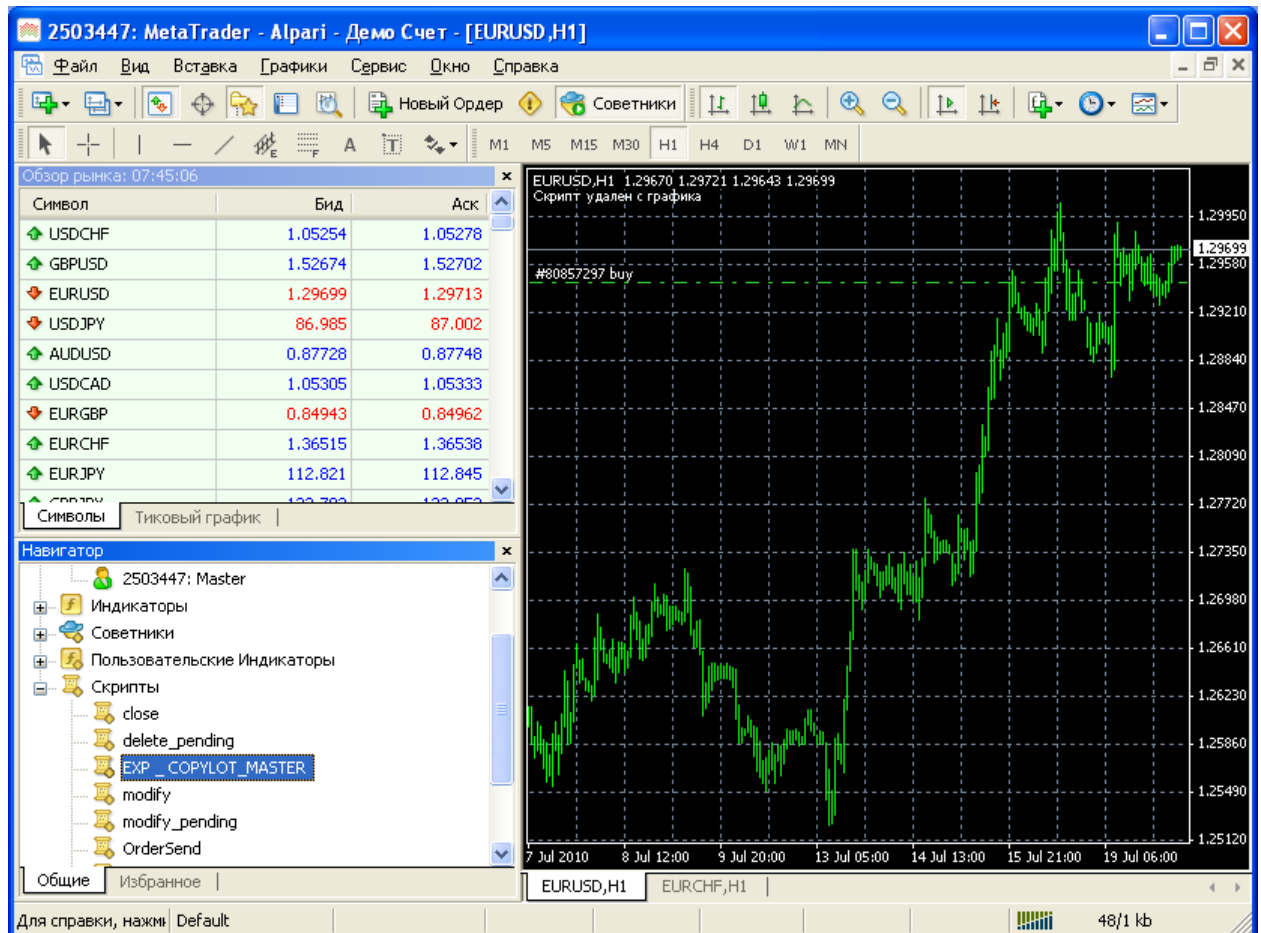 2503447: MetaTrader - Alpari - Демо Счет - [EURUSD,H1]
Файл Вид Вставка Графики Сервис Окно Справка
Новый Ордер Советники
E F A T M1 M5 M15 M30 H1 H4 D1 W1 MN
Обзор рынка: 07:45:06
Символ Бид Аск
USDCHF 1.05254 1.05278
GBPUSD 1.52674 1.52702
EURUSD 1.29699 1.29713
USDJPY 86.985 87.002
AUDUSD 0.87728 0.87748
USDCAD 1.05305 1.05333
EURGBP 0.84943 0.84962
EURCHF 1.36515 1.36538
EURJPY 112.821 112.845
Символы Тиковый график
Навигатор
2503447: Master
Индикаторы
Советники
Пользовательские Индикаторы
Скрипты
close
delete_pending
EXP _ COPYLOT_MASTER
modify
modify_pending
OrderSend
Общие Избранное
EURUSD,H1 1.29670 1.29721 1.29643 1.29699
Скрипт удален с графика
#80857297 buy
1.29950
1.29699
1.29580
1.29210
1.28840
1.28470
1.28090
1.27720
1.27350
1.26980
1.26610
1.26230
1.25860
1.25490
1.25120
7 Jul 2010 8 Jul 12:00 9 Jul 20:00 13 Jul 05:00 14 Jul 13:00 15 Jul 21:00 19 Jul 06:00
EURUSD,H1 EURCHF,H1
Для справки, нажми Default 48/1 kb